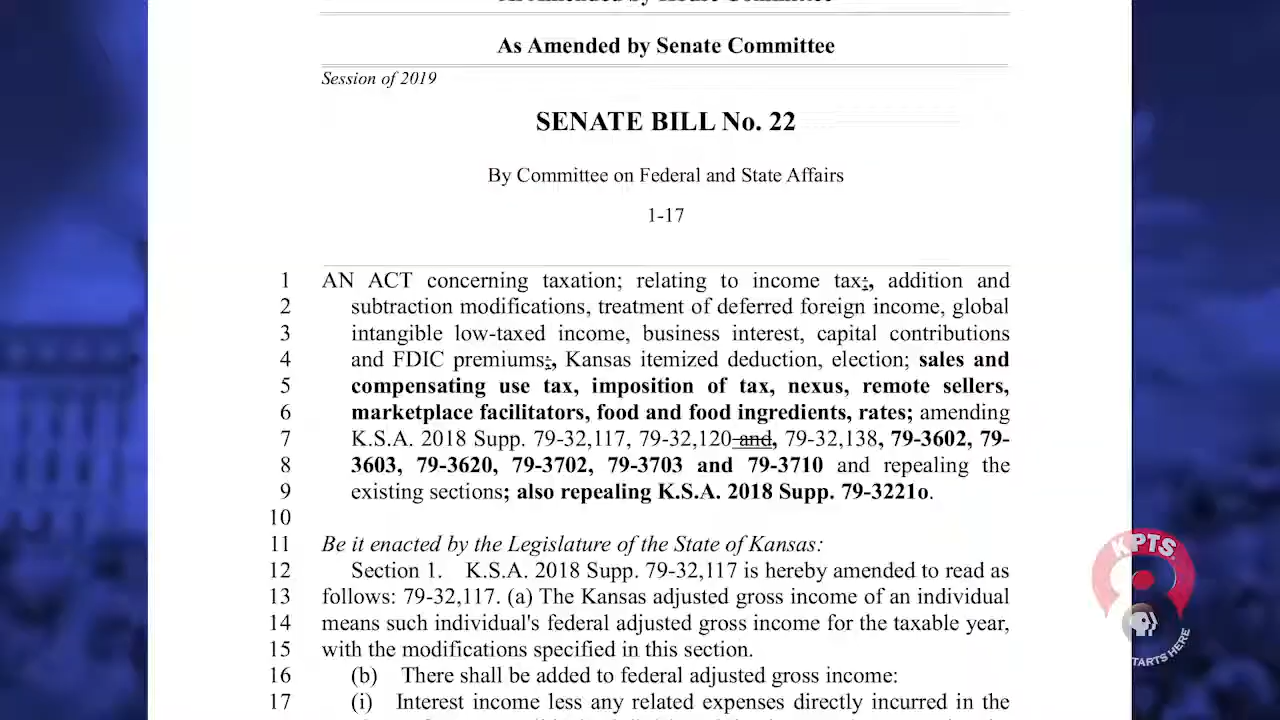 As Amended by House Committee
As Amended by Senate Committee
Session of 2019
SENATE BILL No. 22
By Committee on Federal and State Affairs
1-17
1 AN ACT concerning taxation; relating to income tax;, addition and
2 subtraction modifications, treatment of deferred foreign income, global
3 intangible low-taxed income, business interest, capital contributions
4 and FDIC premiums;, Kansas itemized deduction, election; sales and
5 compensating use tax, imposition of tax, nexus, remote sellers,
6 marketplace facilitators, food and food ingredients, rates; amending
7 K.S.A. 2018 Supp. 79-32,117, 79-32,120 and, 79-32,138, 79-3602, 79-
8 3603, 79-3620, 79-3702, 79-3703 and 79-3710 and repealing the
9 existing sections; also repealing K.S.A. 2018 Supp. 79-3221o.
10
11 Be it enacted by the Legislature of the State of Kansas:
12 Section 1. K.S.A. 2018 Supp. 79-32,117 is hereby amended to read as
13 follows: 79-32,117. (a) The Kansas adjusted gross income of an individual
14 means such individual's federal adjusted gross income for the taxable year,
15 with the modifications specified in this section.
16 (b) There shall be added to federal adjusted gross income:
17 (i) Interest income less any related expenses directly incurred in the
KPTS
STARTS HERE